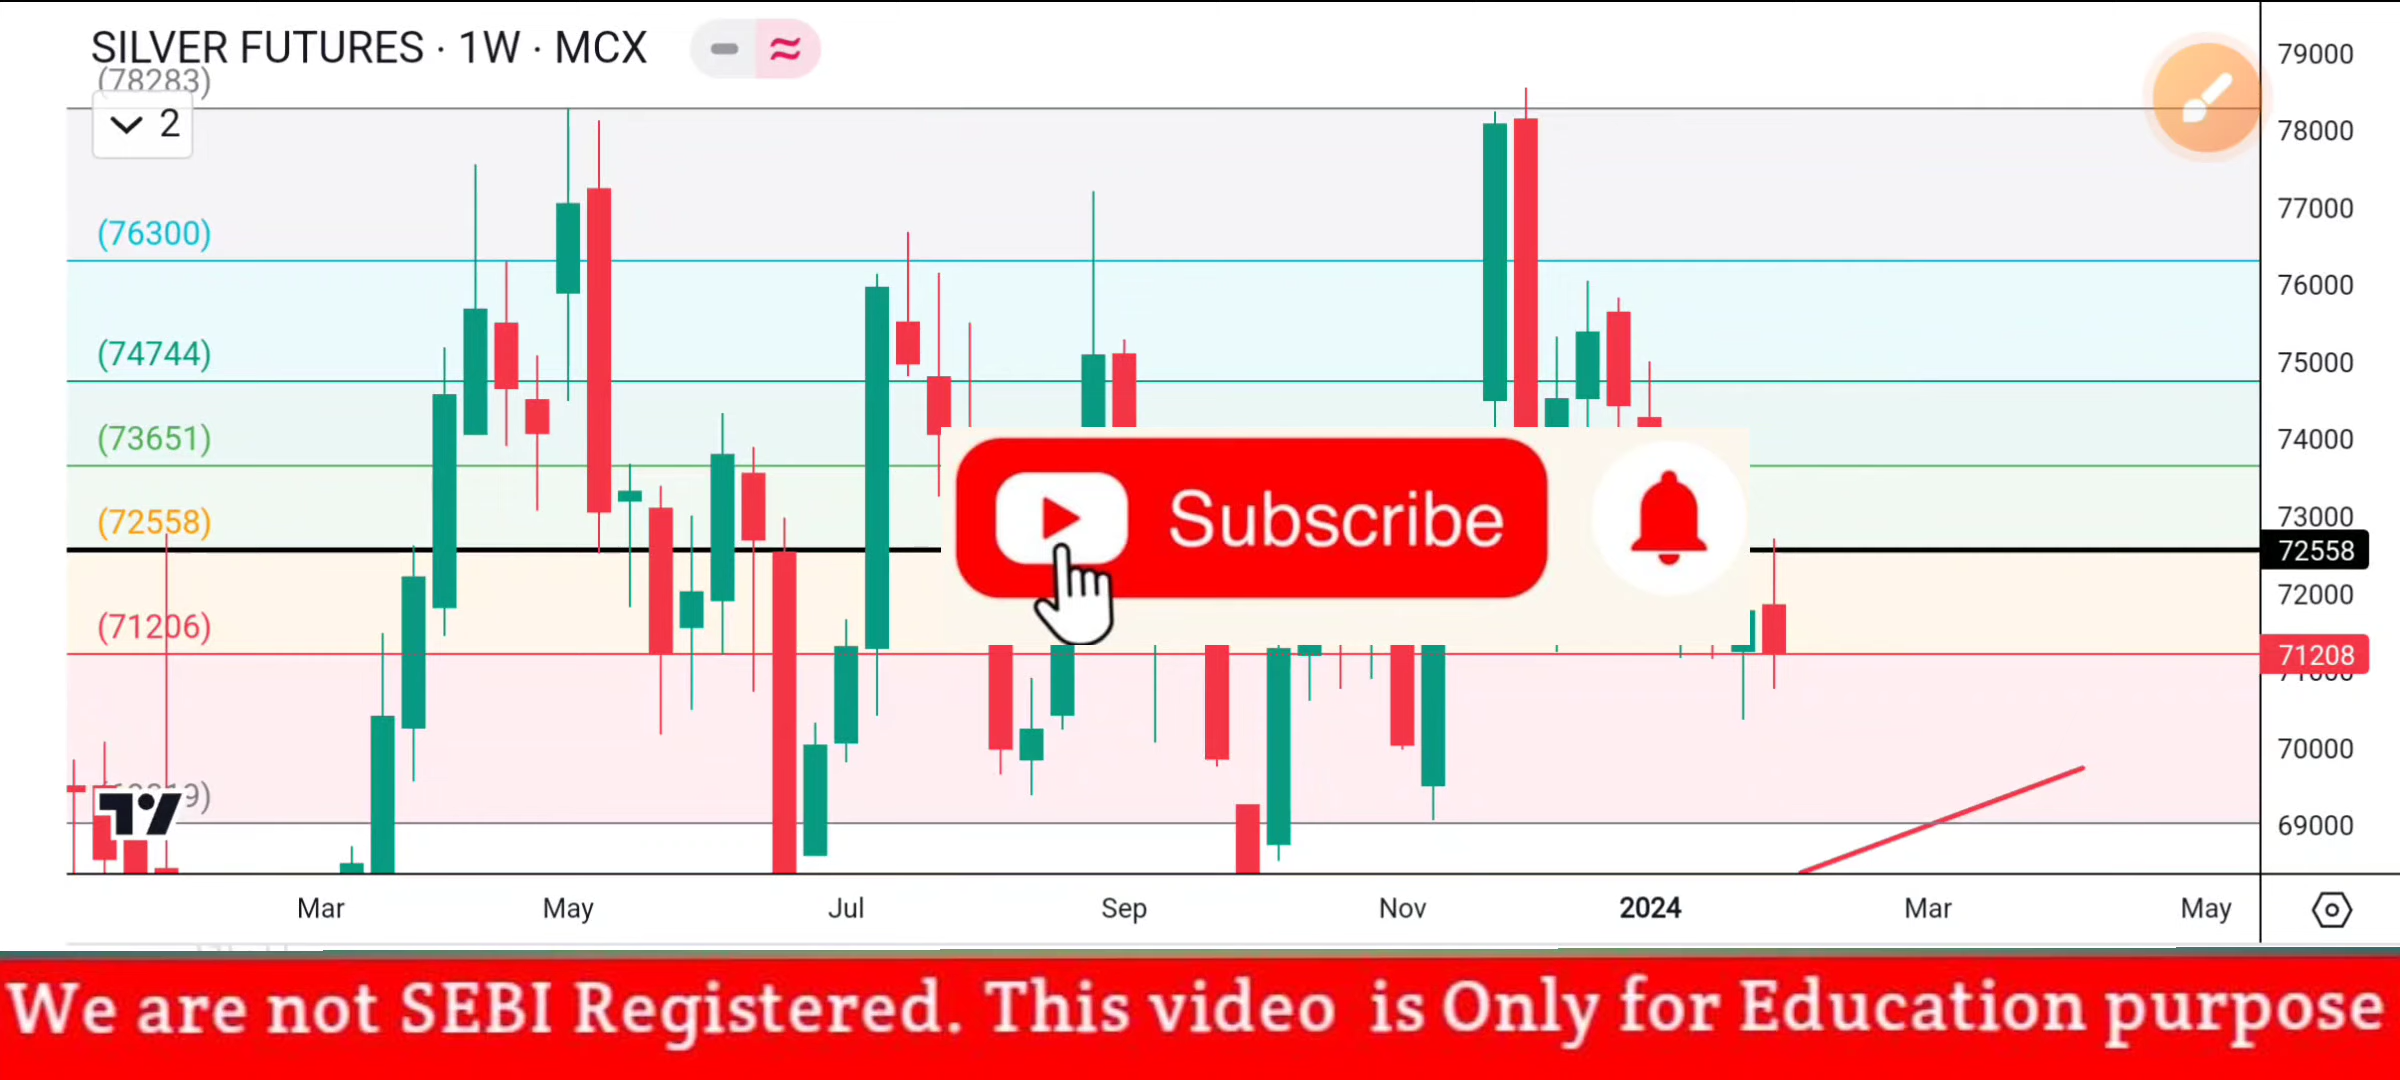 SILVER FUTURES · 1W · MCX
(78283)
2
(76300)
(74744)
(73651)
(72558)
(71206)
79000
78000
77000
76000
75000
74000
73000
72558
72000
71208
70000
69000
Subscribe
Mar
May
Jul
Sep
Nov
2024
Mar
May
We are not SEBI Registered. This video is Only for Education purpose